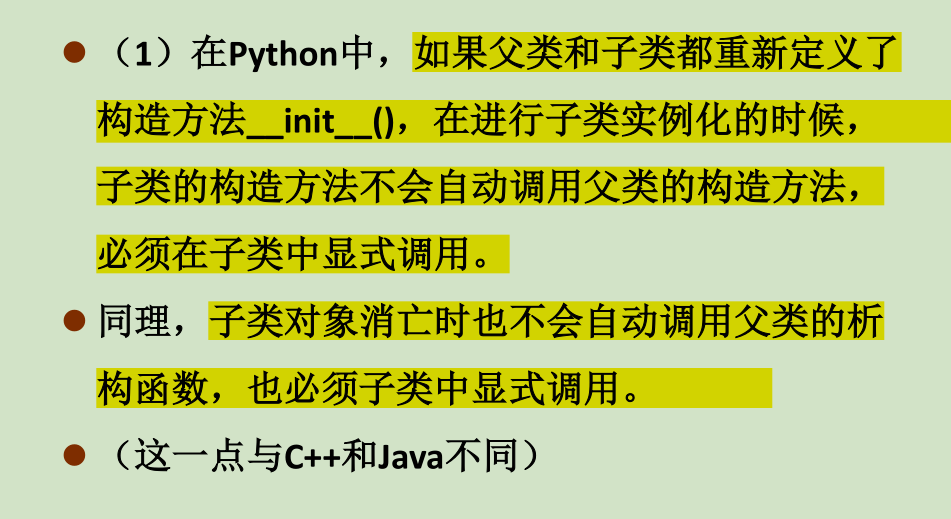 （1）在Python中，如果父类和子类都重新定义了
构造方法__init__()，在进行子类实例化的时候，
子类的构造方法不会自动调用父类的构造方法，
必须在子类中显式调用。
同理，子类对象消亡时也不会自动调用父类的析
构函数，也必须子类中显式调用。
（这一点与C++和Java不同）